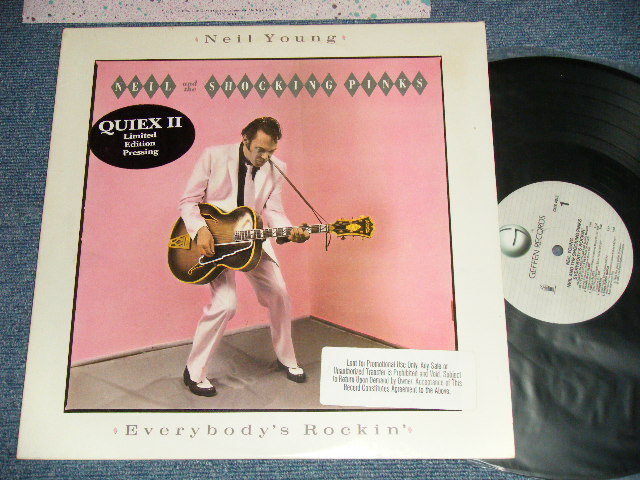 Neil Young
NEIL and the SHOCKING PINKS
QUIEX II
Limited
Edition
Pressing
Lent for Promotional Use Only. Any Sale or
Unauthorized Transfer is Prohibited and Void. Subject
to Return Upon Demand by Owner. Acceptance of This
Record Constitutes Agreement to the Above.
Everybody's Rockin'
GEFFEN RECORDS
1